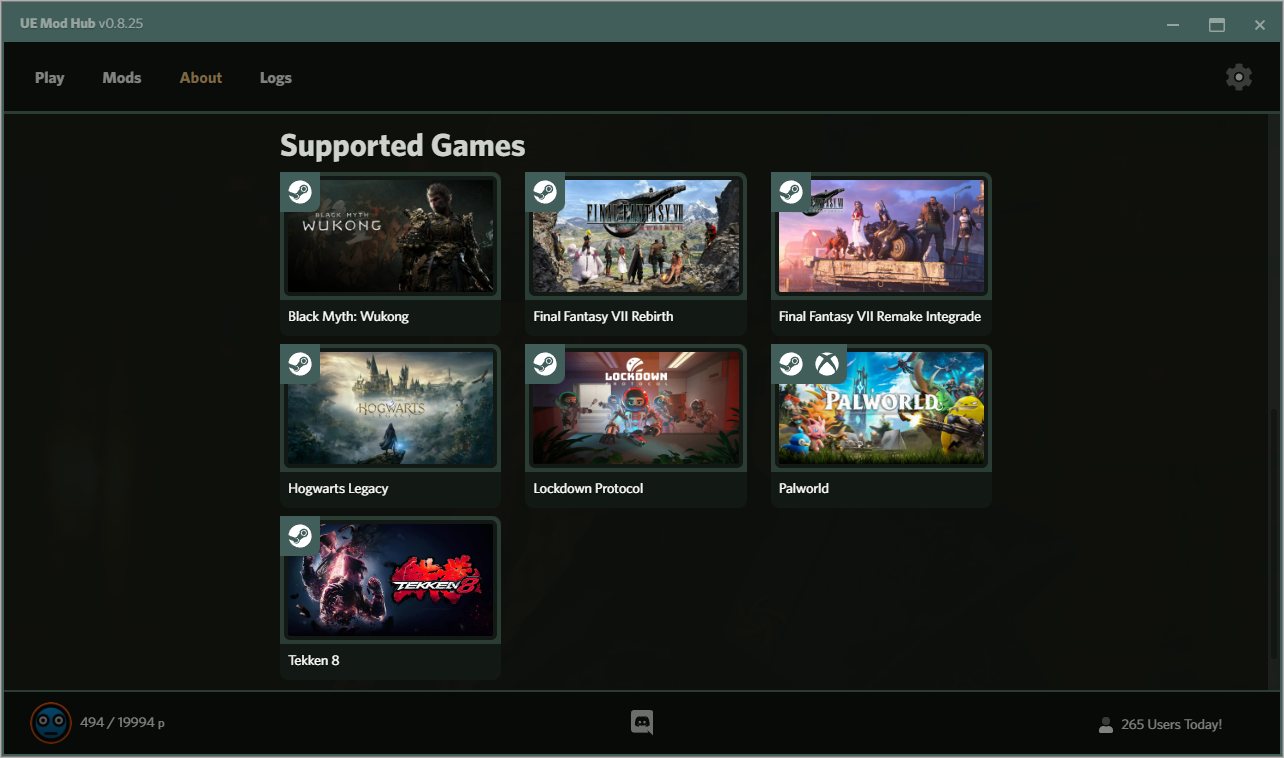 UE Mod Hub v0.8.25
Play Mods About Logs
Supported Games
BLACK MYTH
WUKONG
FINAL FANTASY VII
REBIRTH
Black Myth: Wukong
Final Fantasy VII Rebirth
Final Fantasy VII Remake Integrade
HOGWARTS
LOCKDOWN
PROTOCOL
PALWORLD
Hogwarts Legacy
Lockdown Protocol
Palworld
TEKKEN 8
Tekken 8
494 / 19994 p
265 Users Today!